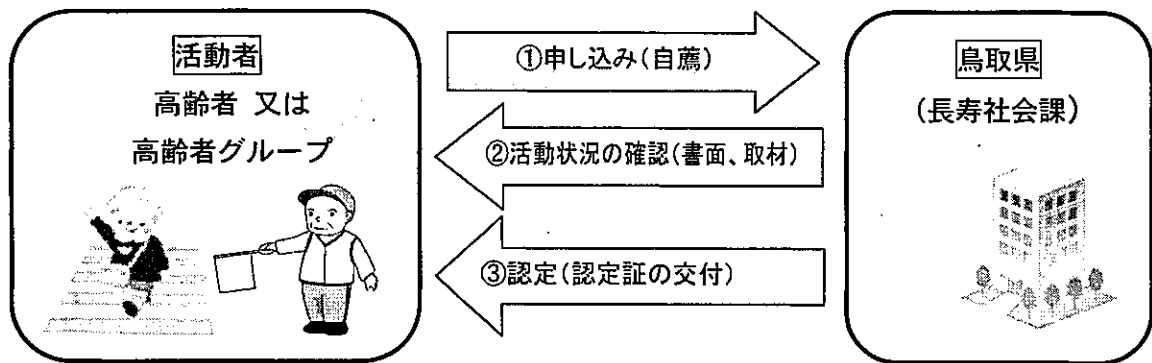 活動者
高齢者 又は
高齢者グループ
①申し込み(自薦)
②活動状況の確認(書面、取材)
③認定(認定証の交付)
鳥取県
(長寿社会課)